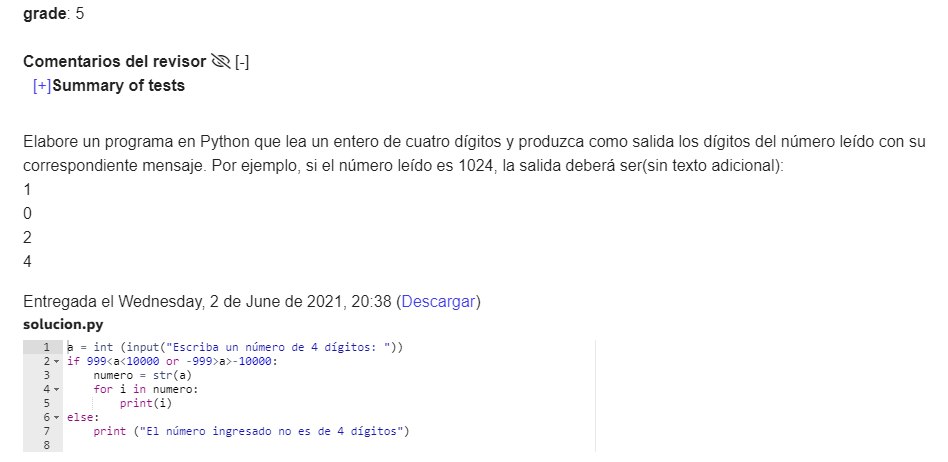 grade: 5
Comentarios del revisor [-]
[+]Summary of tests
Elabore un programa en Python que lea un entero de cuatro dígitos y produzca como salida los dígitos del número leído con su
correspondiente mensaje. Por ejemplo, si el número leído es 1024, la salida deberá ser(sin texto adicional):
1
0
2
4
Entregada el Wednesday, 2 de June de 2021, 20:38 (Descargar)
solucion.py
1 a = int (input("Escriba un número de 4 dígitos: "))
2 if 999<a<10000 or -999>a>-10000:
3 numero = str(a)
4 for i in numero:
5 print(i)
6 else:
7 print ("El número ingresado no es de 4 dígitos")
8